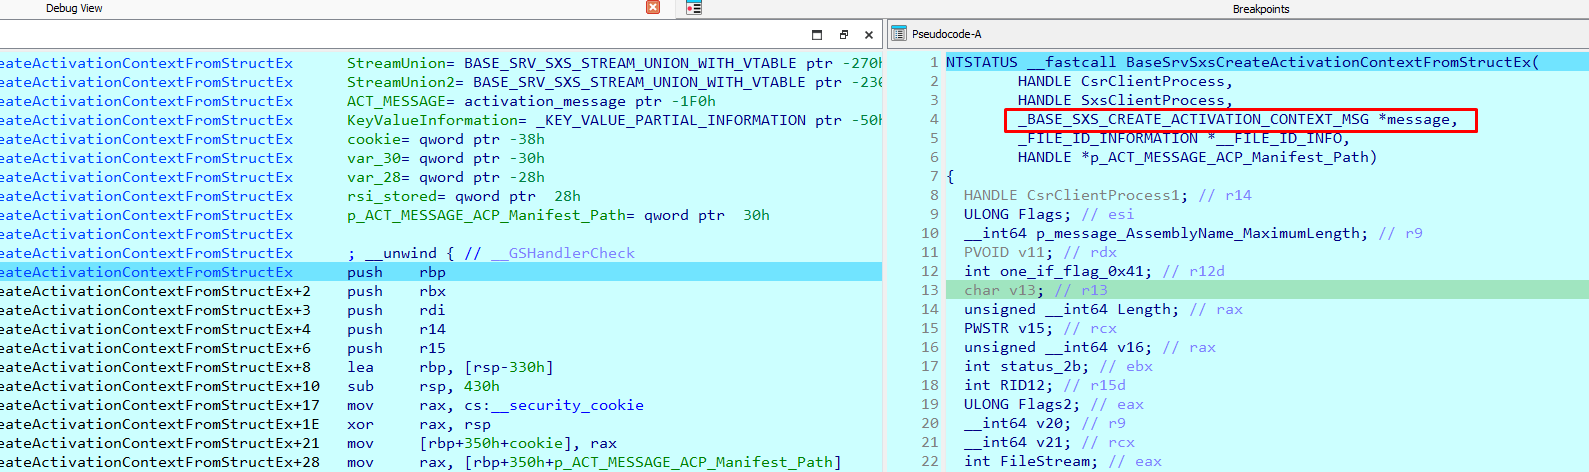 Debug View
Breakpoints
Pseudocode-A
eateActivationContextFromStructEx StreamUnion= BASE_SRV_SXS_STREAM_UNION_WITH_VTABLE ptr -270h
eateActivationContextFromStructEx StreamUnion2= BASE_SRV_SXS_STREAM_UNION_WITH_VTABLE ptr -230
eateActivationContextFromStructEx ACT_MESSAGE= activation_message ptr -1F0h
eateActivationContextFromStructEx KeyValueInformation= _KEY_VALUE_PARTIAL_INFORMATION ptr -50h
eateActivationContextFromStructEx cookie= qword ptr -38h
eateActivationContextFromStructEx var_30= qword ptr -30h
eateActivationContextFromStructEx var_28= qword ptr -28h
eateActivationContextFromStructEx rsi_stored= qword ptr  28h
eateActivationContextFromStructEx p_ACT_MESSAGE_ACP_Manifest_Path= qword ptr  30h
eateActivationContextFromStructEx
eateActivationContextFromStructEx ; __unwind { // __GSHandlerCheck
eateActivationContextFromStructEx push rbp
eateActivationContextFromStructEx+2 push rbx
eateActivationContextFromStructEx+3 push rdi
eateActivationContextFromStructEx+4 push r14
eateActivationContextFromStructEx+6 push r15
eateActivationContextFromStructEx+8 lea rbp, [rsp-330h]
eateActivationContextFromStructEx+10 sub rsp, 430h
eateActivationContextFromStructEx+17 mov rax, cs:__security_cookie
eateActivationContextFromStructEx+1E xor rax, rsp
eateActivationContextFromStructEx+21 mov [rbp+350h+cookie], rax
eateActivationContextFromStructEx+28 mov rax, [rbp+350h+p_ACT_MESSAGE_ACP_Manifest_Path]
1 NTSTATUS __fastcall BaseSrvSxsCreateActivationContextFromStructEx(
2 HANDLE CsrClientProcess,
3 HANDLE SxsClientProcess,
4 _BASE_SXS_CREATE_ACTIVATION_CONTEXT_MSG *message,
5 _FILE_ID_INFORMATION *__FILE_ID_INFO,
6 HANDLE *p_ACT_MESSAGE_ACP_Manifest_Path)
7 {
8 HANDLE CsrClientProcess1; // r14
9 ULONG Flags; // esi
10 __int64 p_message_AssemblyName_MaximumLength; // r9
11 PVOID v11; // rdx
12 int one_if_flag_0x41; // r12d
13 char v13; // r13
14 unsigned __int64 Length; // rax
15 PWSTR v15; // rcx
16 unsigned __int64 v16; // rax
17 int status_2b; // ebx
18 int RID12; // r15d
19 ULONG Flags2; // eax
20 __int64 v20; // r9
21 __int64 v21; // rcx
22 int FileStream; // eax